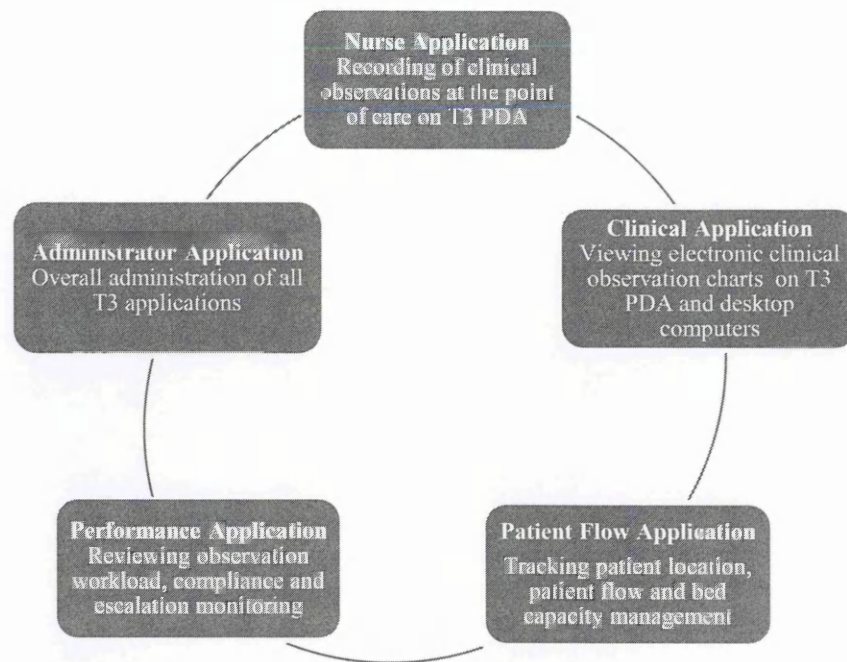 Nurse Application
Recording of clinical
observations at the point
of care on T3 PDA
Clinical Application
Viewing electronic clinical
observation charts on T3
PDA and desktop
computers
Patient Flow Application
Tracking patient location,
patient flow and bed
capacity management
Performance Application
Reviewing observation
workload, compliance and
escalation monitoring
Administrator Application
Overall administration of all
T3 applications